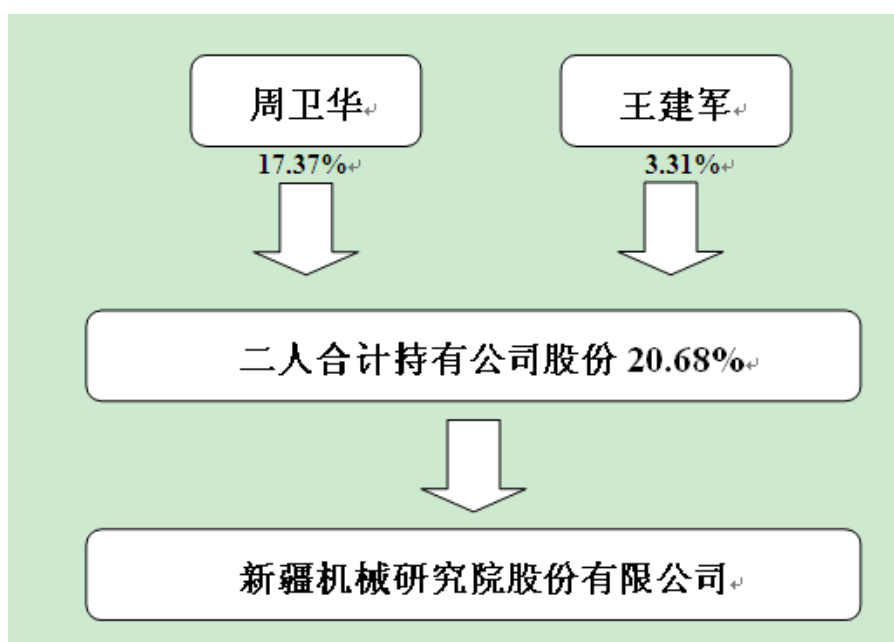 周卫华
王建军
17.37%
3.31%
二人合计持有公司股份 20.68%
新疆机械研究院股份有限公司